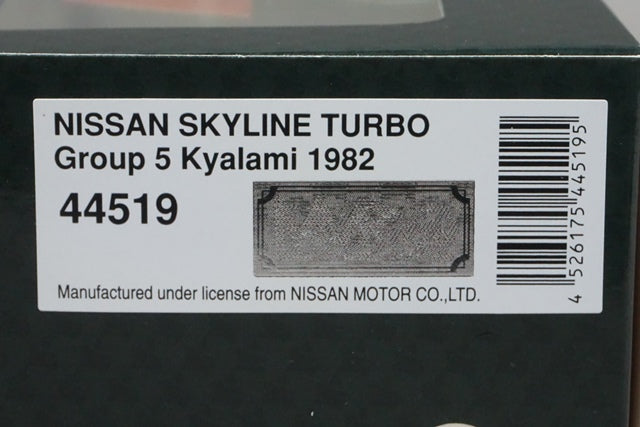 NISSAN SKYLINE TURBO
Group 5 Kyalami 1982
44519
Manufactured under license from NISSAN MOTOR CO.,LTD.
4 526175 445195